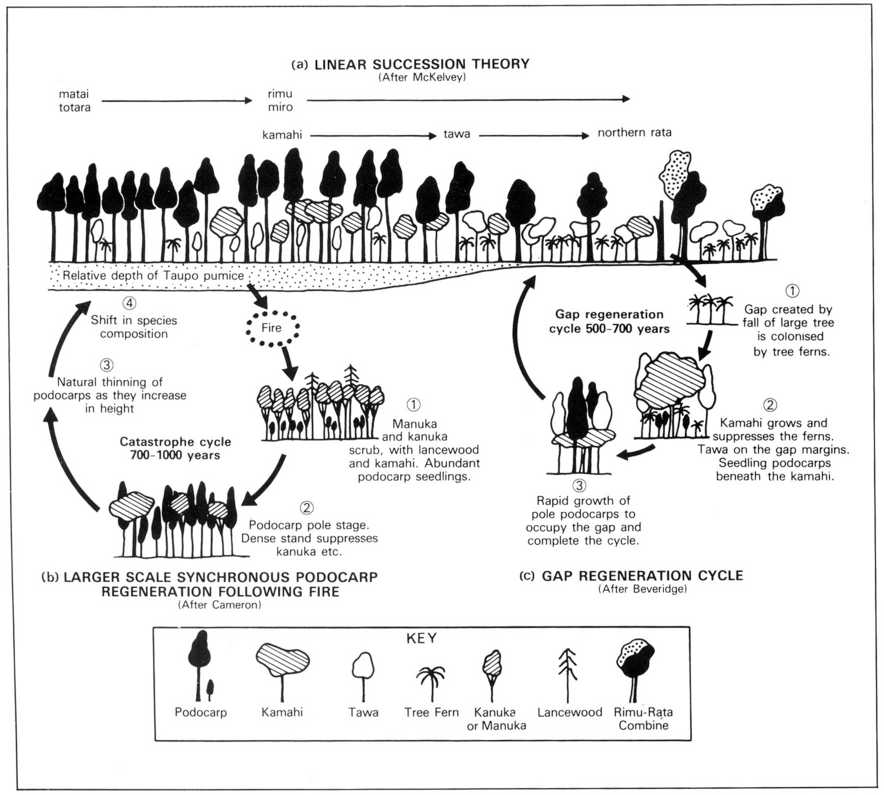 (a) LINEAR SUCCESSION THEORY
(After McKelvey)
matai
totara
rimu
miro
kamahi
tawa
northern rata
Relative depth of Taupo pumice
④
Shift in species
composition
Fire
③
Natural thinning of
podocarps as they increase
in height
Catastrophe cycle
700-1000 years
①
Manuka
and kanuka
scrub, with lancewood
and kamahi. Abundant
podocarp seedlings.
②
Podocarp pole stage.
Dense stand suppresses
kanuka etc.
(b) LARGER SCALE SYNCHRONOUS PODOCARP
REGENERATION FOLLOWING FIRE
(After Cameron)
Gap regeneration
cycle 500-700 years
①
Gap created by
fall of large tree
is colonised
by tree ferns.
②
Kamahi grows and
suppresses the ferns.
Tawa on the gap margins.
Seedling podocarps
beneath the kamahi.
③
Rapid growth of
pole podocarps to
occupy the gap and
complete the cycle.
(c) GAP REGENERATION CYCLE
(After Beveridge)
KEY
Podocarp
Kamahi
Tawa
Tree Fern
Kanuka
or Manuka
Lancewood
Rimu-Rata
Combine